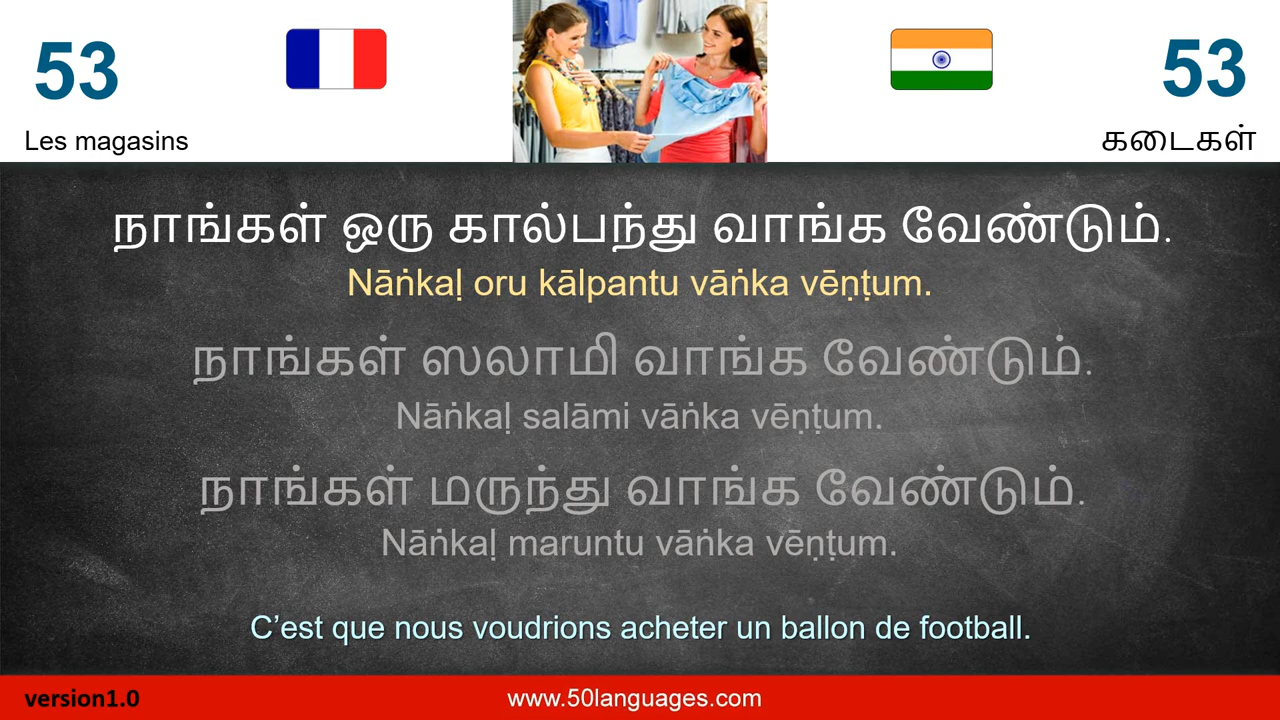 53
53
Les magasins
கடைகள்
நாங்கள் ஒரு கால்பந்து வாங்க வேண்டும்.
Nāṅkaḷ oru kālpantu vāṅka vēṇṭum.
நாங்கள் ஸலாமி வாங்க வேண்டும்.
Nāṅkaḷ salāmi vāṅka vēṇṭum.
நாங்கள் மருந்து வாங்க வேண்டும்.
Nāṅkaḷ maruntu vāṅka vēṇṭum.
C’est que nous voudrions acheter un ballon de football.
version1.0
www.50languages.com